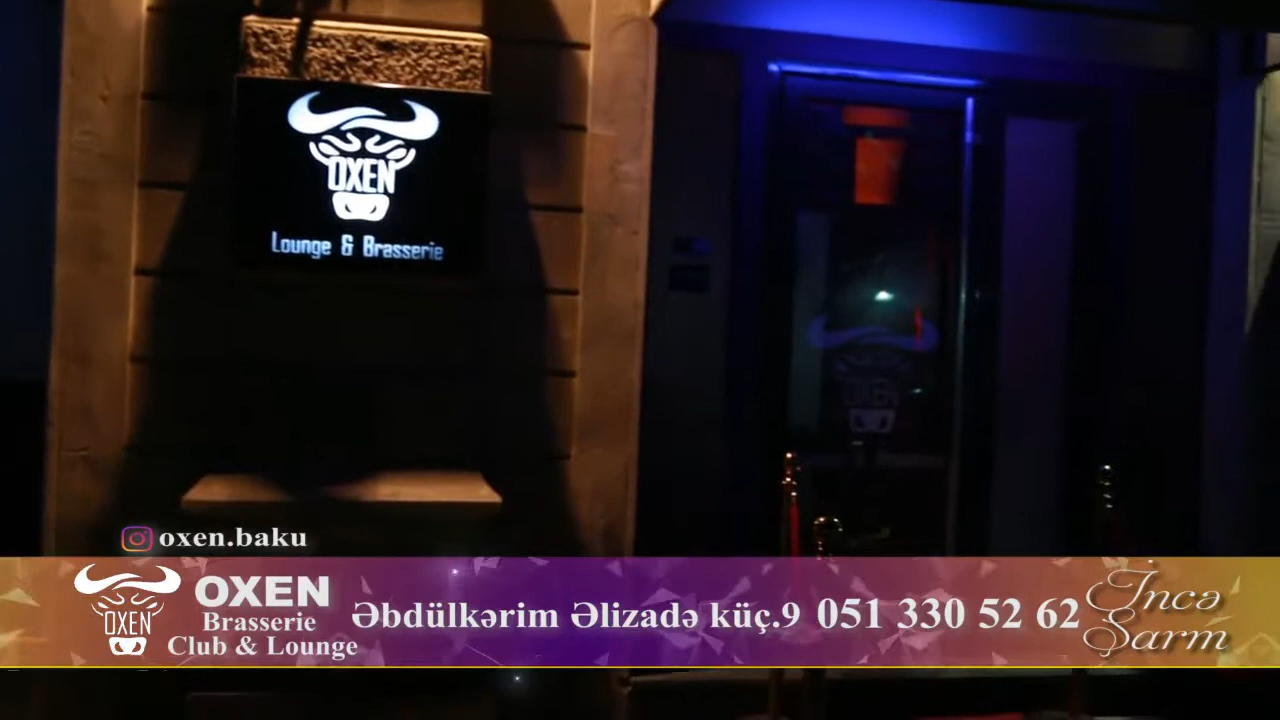 OXEN
Lounge & Brasserie
OXEN
oxen.baku
OXEN
OXEN
Brasserie
Club & Lounge
Əbdülkərim Əlizadə küç.9 051 330 52 62
İncə
Şarm